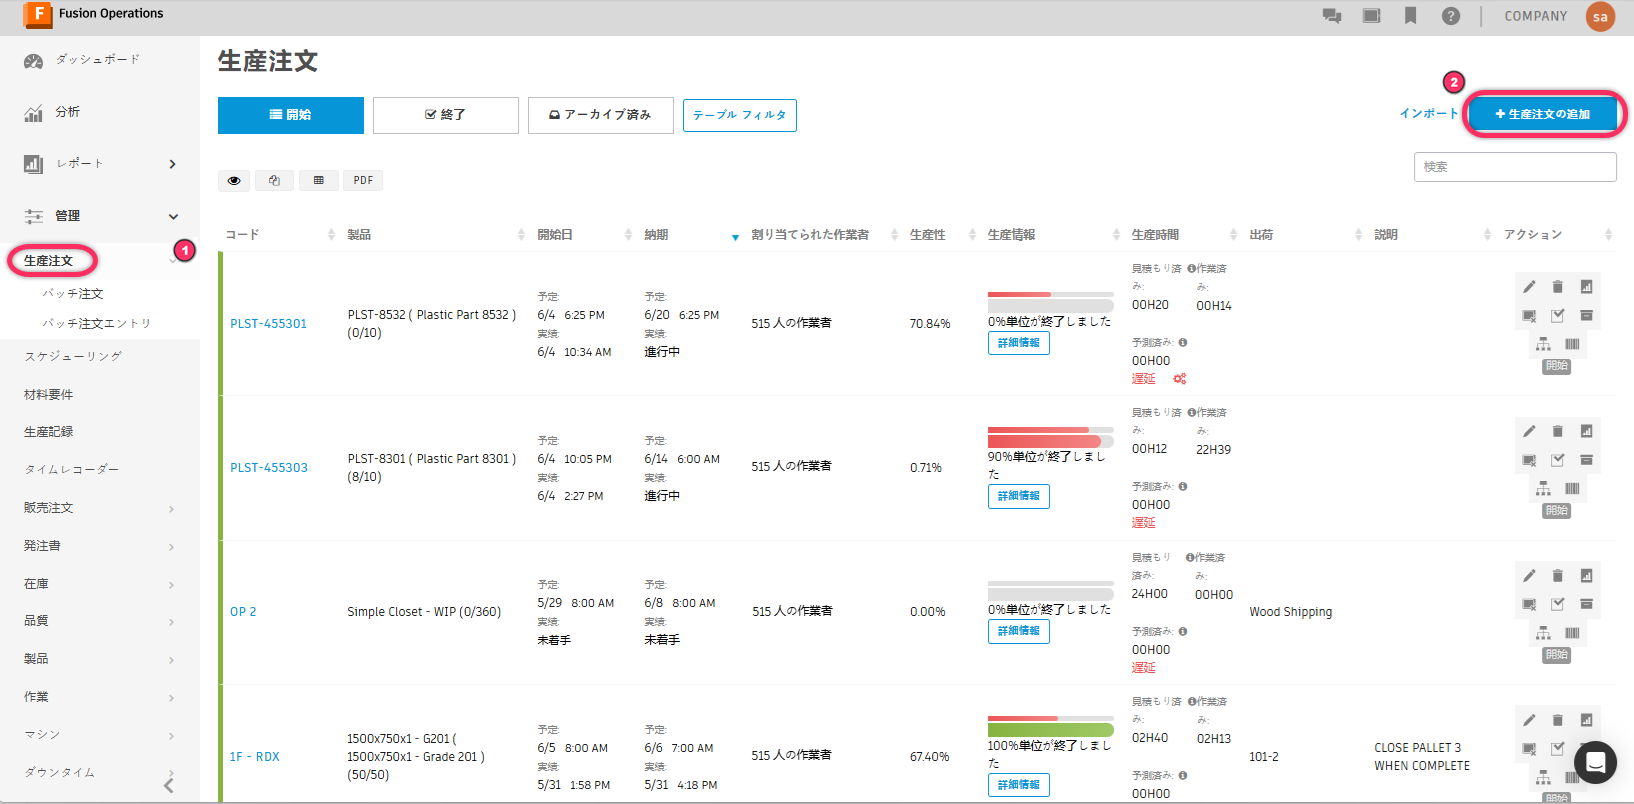 Fusion Operations
COMPANY
sa
ダッシュボード
分析
レポート
管理
生産注文
1
バッチ注文
バッチ注文エントリ
スケジューリング
材料要件
生産記録
タイムレコーダー
販売注文
発注書
在庫
品質
製品
作業
マシン
ダウンタイム
生産注文
開始
終了
アーカイブ済み
テーブル フィルタ
インポート
2
+ 生産注文の追加
PDF
検索
コード 製品 開始日 納期 割り当てられた作業者 生産性 生産情報 生産時間 出荷 説明 アクション
PLST-455301
PLST-8532 ( Plastic Part 8532 )
(0/10)
予定:
6/4 6:25 PM
実績:
6/4 10:34 AM
予定:
6/20 6:25 PM
実績:
進行中
515 人の作業者
70.84%
0%単位が終了しました
詳細情報
見積もり済
み:
00H20
作業済
み:
00H14
予測済み:
00H00
遅延
開始
PLST-455303
PLST-8301 ( Plastic Part 8301 )
(8/10)
予定:
6/4 10:05 PM
実績:
6/4 2:27 PM
予定:
6/14 6:00 AM
実績:
進行中
515 人の作業者
0.71%
90%単位が終了しまし
た
詳細情報
見積もり済
み:
00H12
作業済
み:
22H39
予測済み:
00H00
遅延
開始
OP 2
Simple Closet - WIP (0/360)
予定:
5/29 8:00 AM
実績:
未着手
予定:
6/8 8:00 AM
実績:
未着手
515 人の作業者
0.00%
0%単位が終了しました
詳細情報
見積もり
済み:
24H00
作業済
み:
00H00
予測済み:
00H00
遅延
Wood Shipping
開始
1F - RDX
1500x750x1 - G201 (
1500x750x1 - Grade 201 )
(50/50)
予定:
6/5 8:00 AM
実績:
5/31 1:58 PM
予定:
6/6 7:00 AM
実績:
5/31 4:18 PM
515 人の作業者
67.40%
100%単位が終了しまし
た
詳細情報
見積もり済
み:
02H40
作業済
み:
02H13
予測済み:
00H00
101-2
CLOSE PALLET 3
WHEN COMPLETE
開始